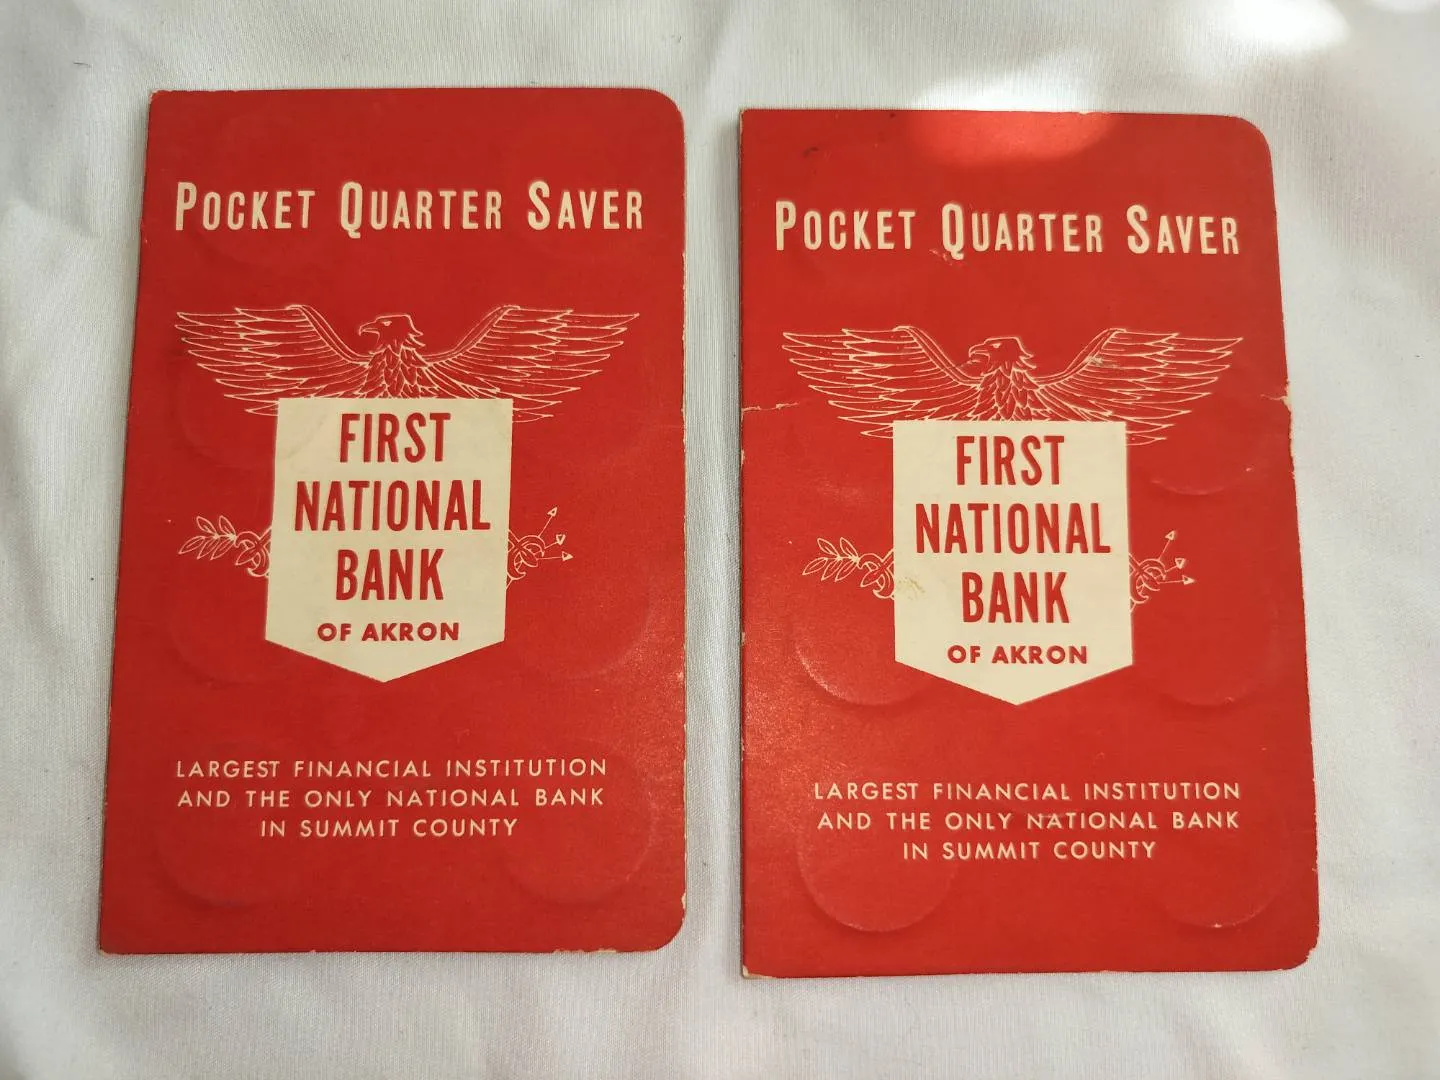 POCKET QUARTER SAVER
FIRST
NATIONAL
BANK
OF AKRON
LARGEST FINANCIAL INSTITUTION
AND THE ONLY NATIONAL BANK
IN SUMMIT COUNTY
POCKET QUARTER SAVER
FIRST
NATIONAL
BANK
OF AKRON
LARGEST FINANCIAL INSTITUTION
AND THE ONLY NATIONAL BANK
IN SUMMIT COUNTY